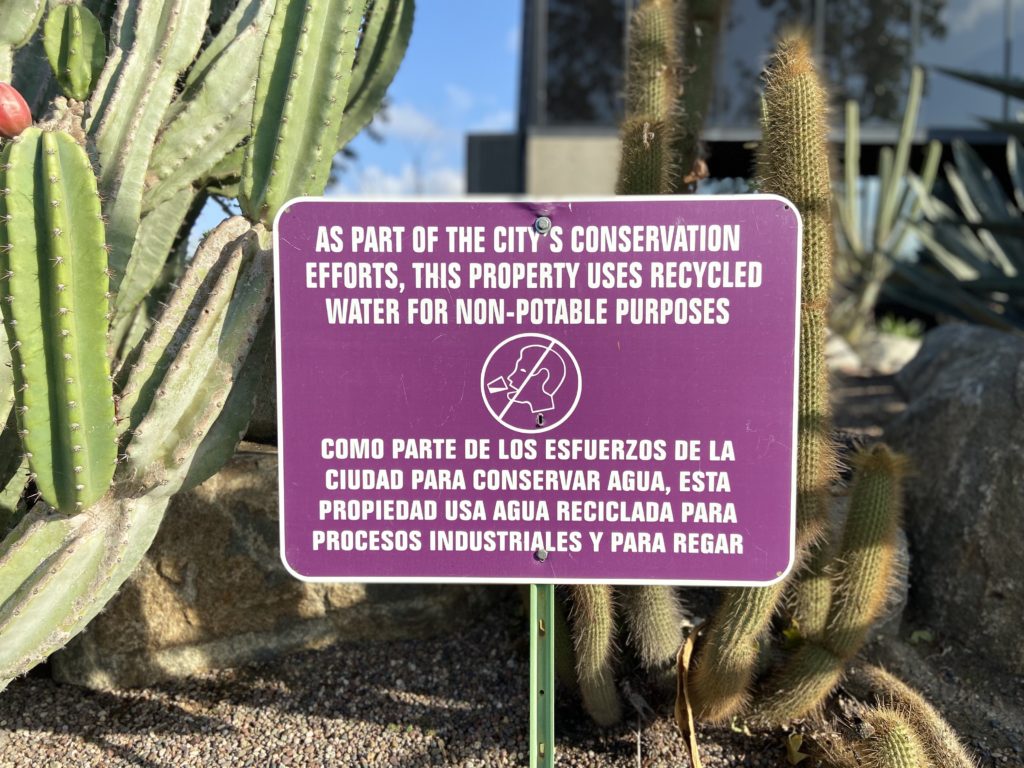 AS PART OF THE CITY'S CONSERVATION
EFFORTS, THIS PROPERTY USES RECYCLED
WATER FOR NON-POTABLE PURPOSES
COMO PARTE DE LOS ESFUERZOS DE LA
CIUDAD PARA CONSERVAR AGUA, ESTA
PROPIEDAD USA AGUA RECICLADA PARA
PROCESOS INDUSTRIALES Y PARA REGAR